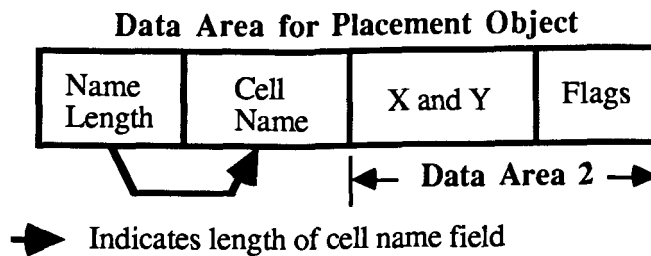 Data Area for Placement Object
Name Length
Cell Name
X and Y
Flags
Data Area 2
Indicates length of cell name field